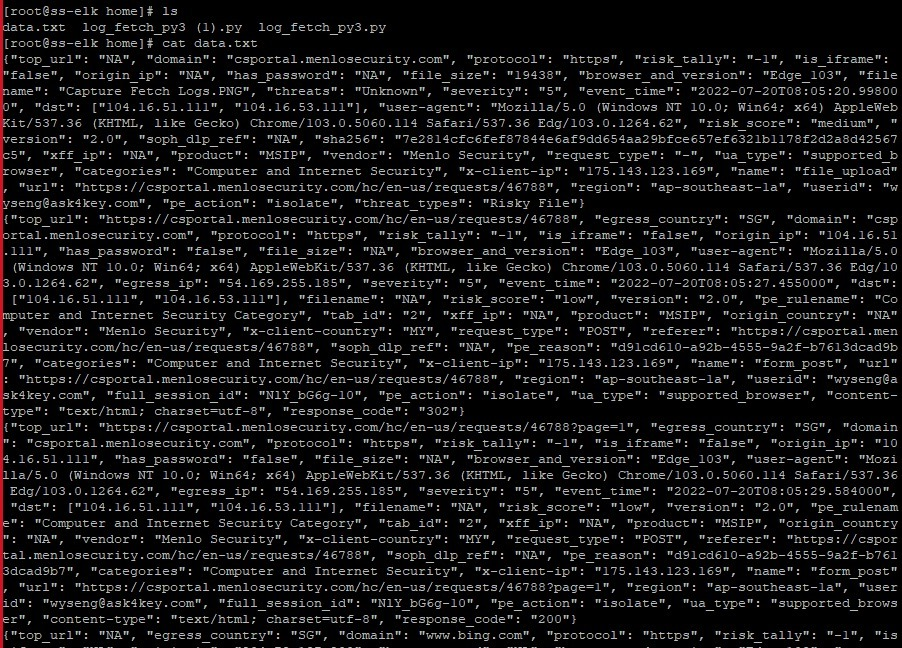 [root@ss-elk home]# ls
data.txt  log_fetch_py3 (1).py  log_fetch_py3.py
[root@ss-elk home]# cat data.txt
{"top_url": "NA", "domain": "csportal.menlosecurity.com", "protocol": "https", "risk_tally": "-1", "is_iframe":
"false", "origin_ip": "NA", "has_password": "NA", "file_size": "19438", "browser_and_version": "Edge_103", "file
name": "Capture Fetch Logs.PNG", "threats": "Unknown", "severity": "5", "event_time": "2022-07-20T08:05:20.99800
0", "dst": ["104.16.51.111", "104.16.53.111"], "user-agent": "Mozilla/5.0 (Windows NT 10.0; Win64; x64) AppleWeb
Kit/537.36 (KHTML, like Gecko) Chrome/103.0.5060.114 Safari/537.36 Edg/103.0.1264.62", "risk_score": "medium", "
version": "2.0", "soph_dlp_ref": "NA", "sha256": "7e2814cfc6fef87844e6af9dd654aa29bfce657ef6321b1178f2d2a8d42567
c5", "xff_ip": "NA", "product": "MSIP", "vendor": "Menlo Security", "request_type": "-", "ua_type": "supported_b
rowser", "categories": "Computer and Internet Security", "x-client-ip": "175.143.123.169", "name": "file_upload"
, "url": "https://csportal.menlosecurity.com/hc/en-us/requests/46788", "region": "ap-southeast-1a", "userid": "w
yseng@ask4key.com", "pe_action": "isolate", "threat_types": "Risky File"}
{"top_url": "https://csportal.menlosecurity.com/hc/en-us/requests/46788", "egress_country": "SG", "domain": "csp
ortal.menlosecurity.com", "protocol": "https", "risk_tally": "-1", "is_iframe": "false", "origin_ip": "104.16.51
.111", "has_password": "false", "file_size": "NA", "browser_and_version": "Edge_103", "user-agent": "Mozilla/5.0
 (Windows NT 10.0; Win64; x64) AppleWebKit/537.36 (KHTML, like Gecko) Chrome/103.0.5060.114 Safari/537.36 Edg/10
3.0.1264.62", "egress_ip": "54.169.255.185", "severity": "5", "event_time": "2022-07-20T08:05:27.455000", "dst":
 ["104.16.51.111", "104.16.53.111"], "filename": "NA", "risk_score": "low", "version": "2.0", "pe_rulename": "Co
mputer and Internet Security Category", "tab_id": "2", "xff_ip": "NA", "product": "MSIP", "origin_country": "NA"
, "vendor": "Menlo Security", "x-client-country": "MY", "request_type": "POST", "referer": "https://csportal.men
losecurity.com/hc/en-us/requests/46788", "soph_dlp_ref": "NA", "pe_reason": "d91cd610-a92b-4555-9a2f-b7613dcad9b
7", "categories": "Computer and Internet Security", "x-client-ip": "175.143.123.169", "name": "form_post", "url"
: "https://csportal.menlosecurity.com/hc/en-us/requests/46788", "region": "ap-southeast-1a", "userid": "wyseng@a
sk4key.com", "full_session_id": "NlY_bG6g-10", "pe_action": "isolate", "ua_type": "supported_browser", "content-
type": "text/html; charset=utf-8", "response_code": "302"}
{"top_url": "https://csportal.menlosecurity.com/hc/en-us/requests/46788?page=1", "egress_country": "SG", "domain
": "csportal.menlosecurity.com", "protocol": "https", "risk_tally": "-1", "is_iframe": "false", "origin_ip": "10
4.16.51.111", "has_password": "false", "file_size": "NA", "browser_and_version": "Edge_103", "user-agent": "Mozi
lla/5.0 (Windows NT 10.0; Win64; x64) AppleWebKit/537.36 (KHTML, like Gecko) Chrome/103.0.5060.114 Safari/537.36
 Edg/103.0.1264.62", "egress_ip": "54.169.255.185", "severity": "5", "event_time": "2022-07-20T08:05:29.584000",
 "dst": ["104.16.51.111", "104.16.53.111"], "filename": "NA", "risk_score": "low", "version": "2.0", "pe_rulenam
e": "Computer and Internet Security Category", "tab_id": "2", "xff_ip": "NA", "product": "MSIP", "origin_country
": "NA", "vendor": "Menlo Security", "x-client-country": "MY", "request_type": "POST", "referer": "https://cspor
tal.menlosecurity.com/hc/en-us/requests/46788", "soph_dlp_ref": "NA", "pe_reason": "d91cd610-a92b-4555-9a2f-b761
3dcad9b7", "categories": "Computer and Internet Security", "x-client-ip": "175.143.123.169", "name": "form_post"
, "url": "https://csportal.menlosecurity.com/hc/en-us/requests/46788?page=1", "region": "ap-southeast-1a", "user
id": "wyseng@ask4key.com", "full_session_id": "NlY_bG6g-10", "pe_action": "isolate", "ua_type": "supported_brows
er", "content-type": "text/html; charset=utf-8", "response_code": "200"}
{"top_url": "NA", "egress_country": "SG", "domain": "www.bing.com", "protocol": "https", "risk_tally": "-1", "is